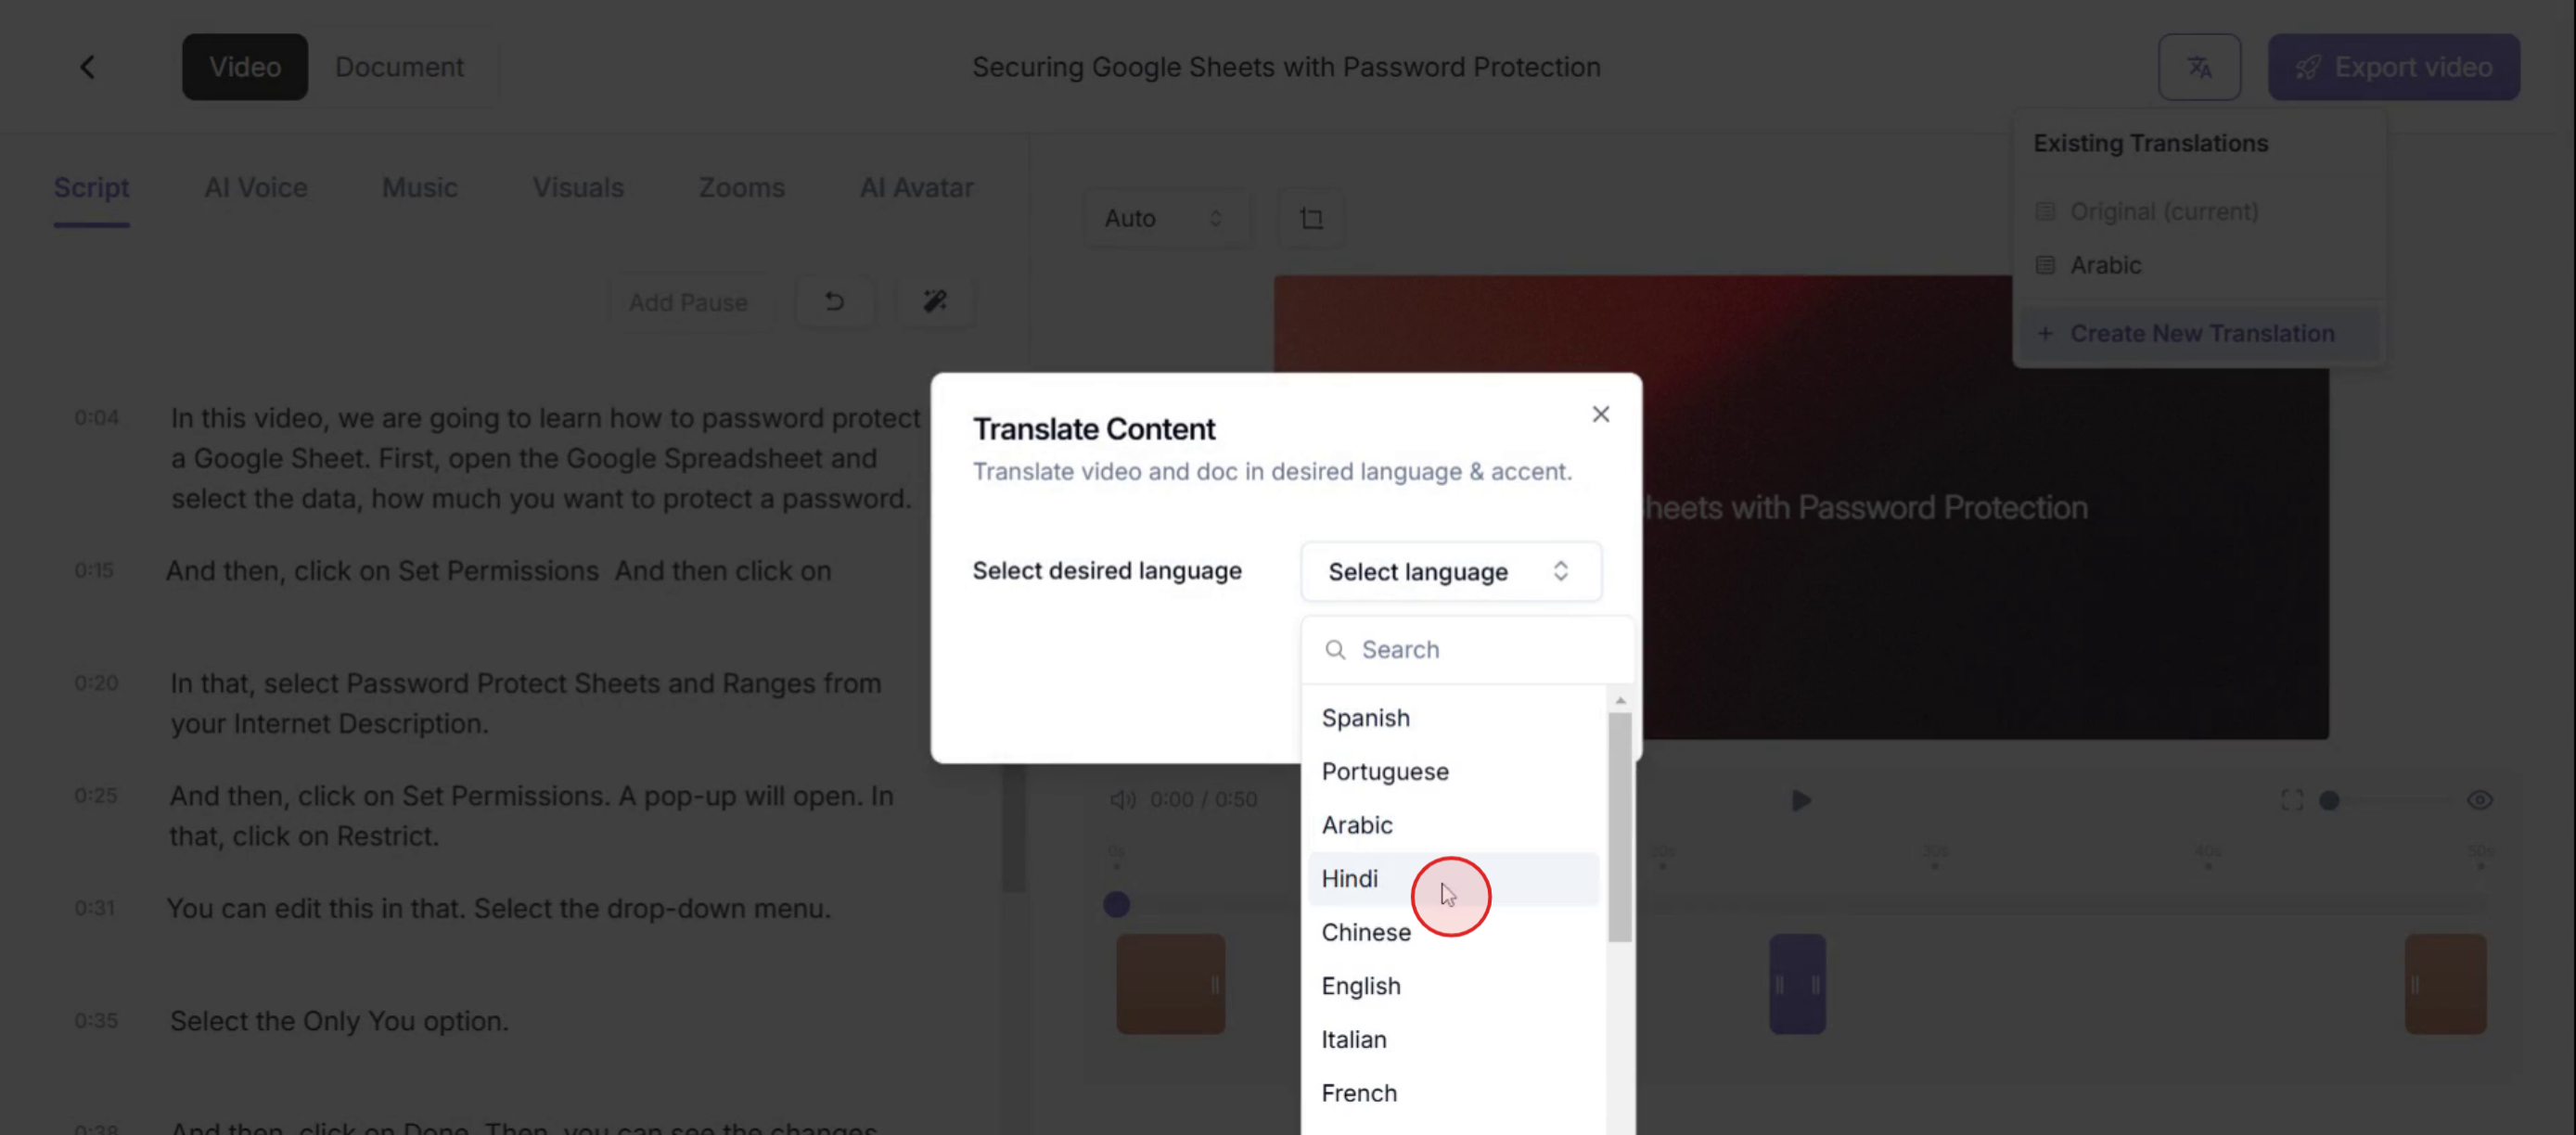 Video
Document
Securing Google Sheets with Password Protection
Export video
Existing Translations
Original (current)
Arabic
+ Create New Translation
Script
AI Voice
Music
Visuals
Zooms
AI Avatar
Auto
Add Pause
0:04
In this video, we are going to learn how to password protect
a Google Sheet. First, open the Google Spreadsheet and
select the data, how much you want to protect a password.
0:15
And then, click on Set Permissions And then click on
0:20
In that, select Password Protect Sheets and Ranges from
your Internet Description.
0:25
And then, click on Set Permissions. A pop-up will open. In
that, click on Restrict.
0:31
You can edit this in that. Select the drop-down menu.
0:35
Select the Only You option.
0:38
And then, click on Done. Then, you can see the changes
Translate Content
Translate video and doc in desired language & accent.
Select desired language
Select language
Search
Spanish
Portuguese
Arabic
Hindi
Chinese
English
Italian
French
heets with Password Protection
0:00 / 0:50
0s
20s
30s
40s
50s